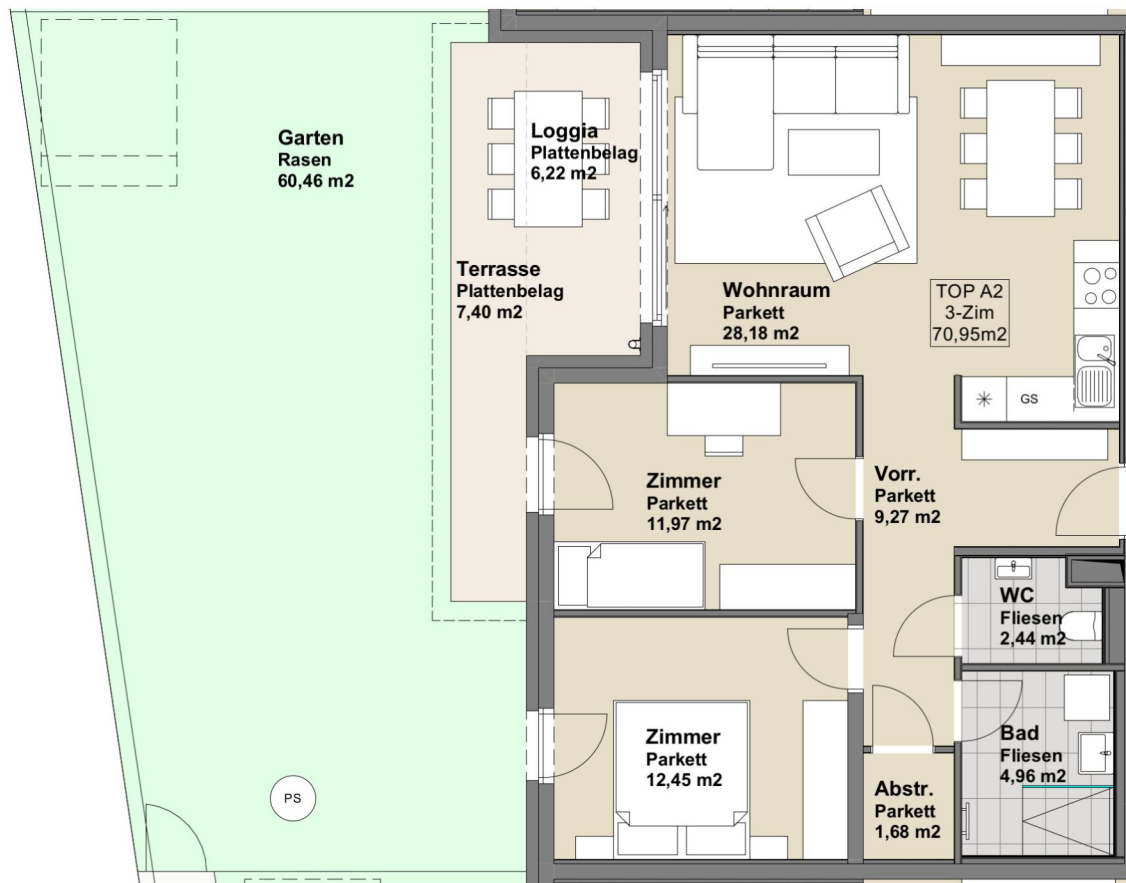 Garten
Rasen
60,46 m2
Loggia
Plattenbelag
6,22 m2
Terrasse
Plattenbelag
7,40 m2
Wohnraum
Parkett
28,18 m2
TOP A2
3-Zim
70,95m2
GS
Zimmer
Parkett
11,97 m2
Vorr.
Parkett
9,27 m2
WC
Fliesen
2,44 m2
Zimmer
Parkett
12,45 m2
Abstr.
Parkett
1,68 m2
Bad
Fliesen
4,96 m2
PS